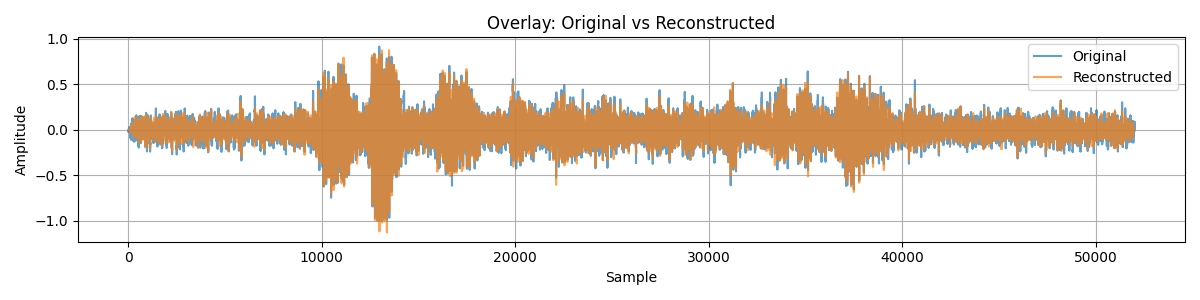 Overlay: Original vs Reconstructed
Original
Reconstructed
Amplitude
1.0
0.5
0.0
−0.5
−1.0
0
10000
20000
30000
40000
50000
Sample